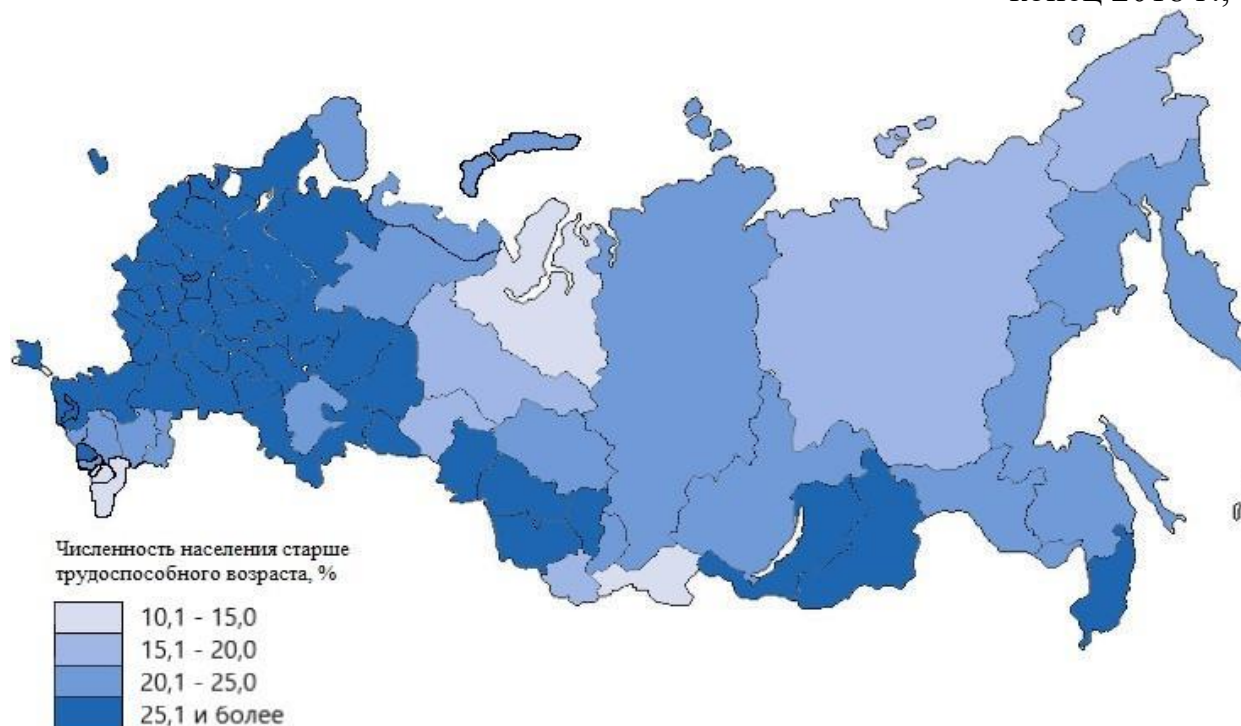 Численность населения старше
трудоспособного возраста, %
10,1 - 15,0
15,1 - 20,0
20,1 - 25,0
25,1 и более